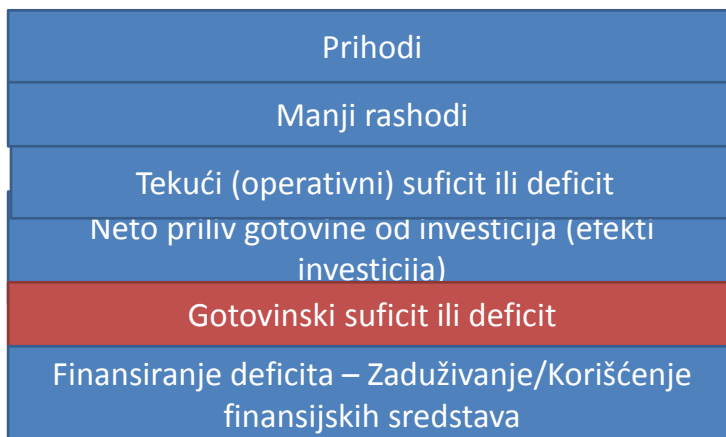 Prihodi
Manji rashodi
Tekući (operativni) suficit ili deficit
Neto priliv gotovine od investicija (efekti
investicija)
Gotovinski suficit ili deficit
Finansiranje deficita – Zaduživanje/Korišćenje
finansijskih sredstava